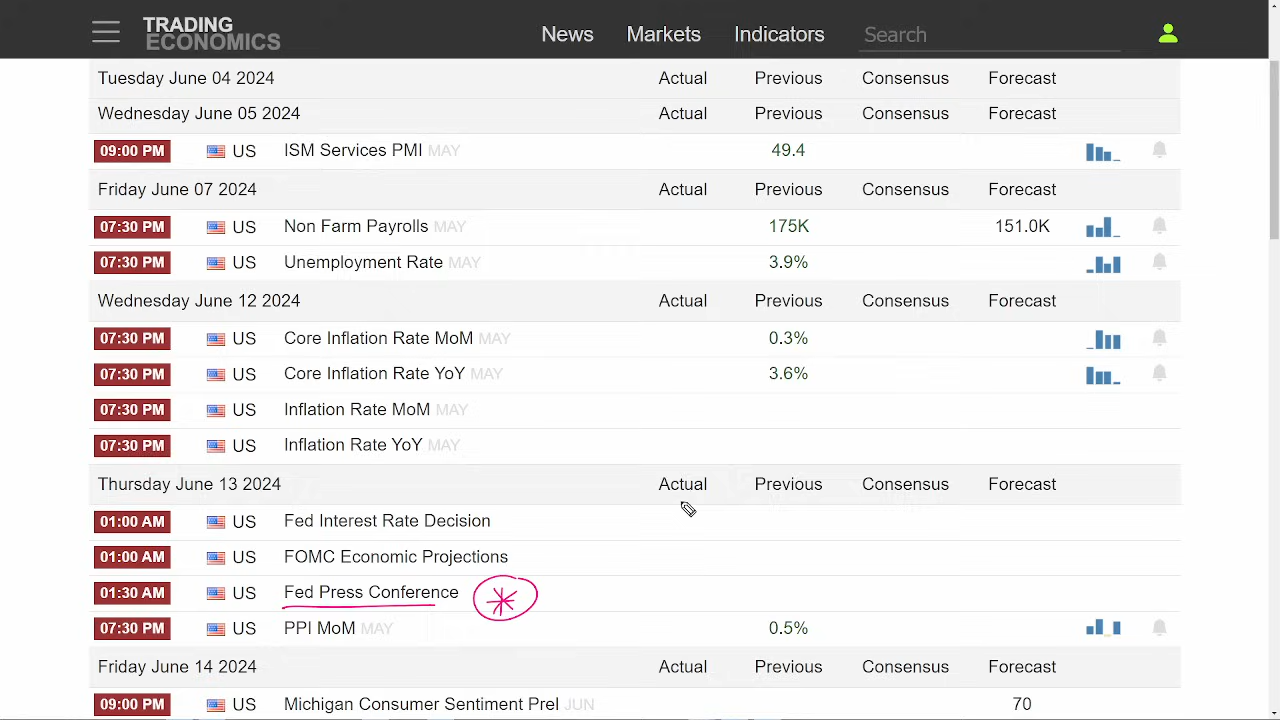 TRADING
ECONOMICS
News Markets Indicators Search
Tuesday June 04 2024 Actual Previous Consensus Forecast
Wednesday June 05 2024 Actual Previous Consensus Forecast
09:00 PM US ISM Services PMI MAY 49.4
Friday June 07 2024 Actual Previous Consensus Forecast
07:30 PM US Non Farm Payrolls MAY 175K 151.0K
07:30 PM US Unemployment Rate MAY 3.9%
Wednesday June 12 2024 Actual Previous Consensus Forecast
07:30 PM US Core Inflation Rate MoM MAY 0.3%
07:30 PM US Core Inflation Rate YoY MAY 3.6%
07:30 PM US Inflation Rate MoM MAY
07:30 PM US Inflation Rate YoY MAY
Thursday June 13 2024 Actual Previous Consensus Forecast
01:00 AM US Fed Interest Rate Decision
01:00 AM US FOMC Economic Projections
01:30 AM US Fed Press Conference *
07:30 PM US PPI MoM MAY 0.5%
Friday June 14 2024 Actual Previous Consensus Forecast
09:00 PM US Michigan Consumer Sentiment Prel JUN 70